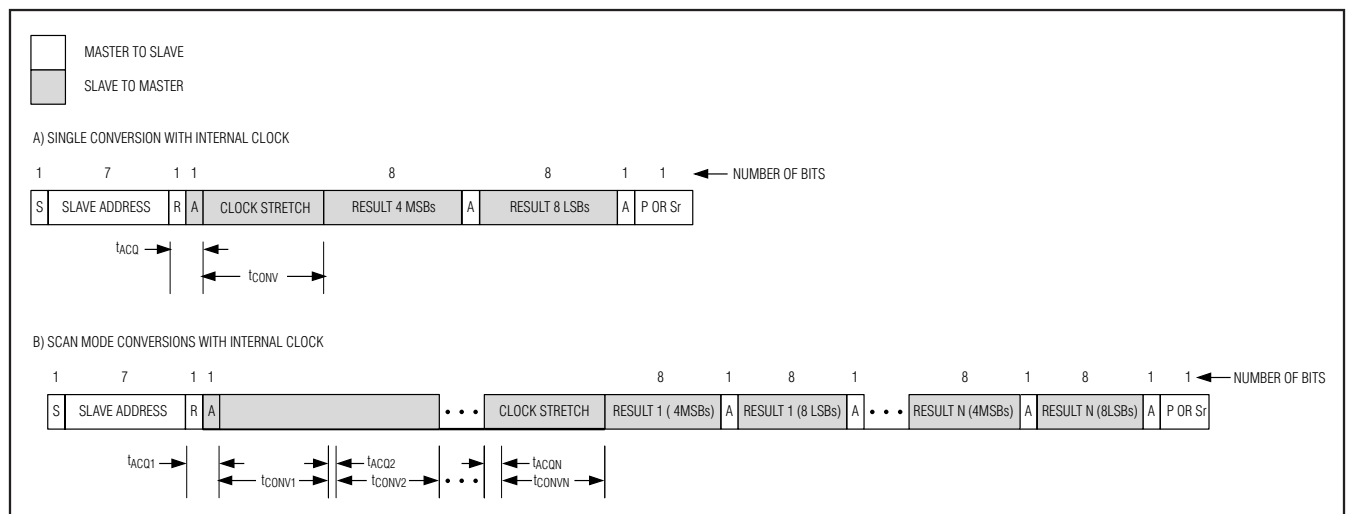 MASTER TO SLAVE
SLAVE TO MASTER
A) SINGLE CONVERSION WITH INTERNAL CLOCK
1 7 1 1 8 8 1 1 NUMBER OF BITS
S SLAVE ADDRESS R A CLOCK STRETCH RESULT 4 MSBs A RESULT 8 LSBs A P OR Sr
tACQ
tCONV
B) SCAN MODE CONVERSIONS WITH INTERNAL CLOCK
1 7 1 1 8 1 8 1 8 1 8 1 1 NUMBER OF BITS
S SLAVE ADDRESS R A • • • CLOCK STRETCH RESULT 1 ( 4MSBs) A RESULT 1 (8 LSBs) A • • • RESULT N (4MSBs) A RESULT N (8LSBs) A P OR Sr
tACQ1 tACQ2 tACQN
tCONV1 tCONV2 • • • tCONVN